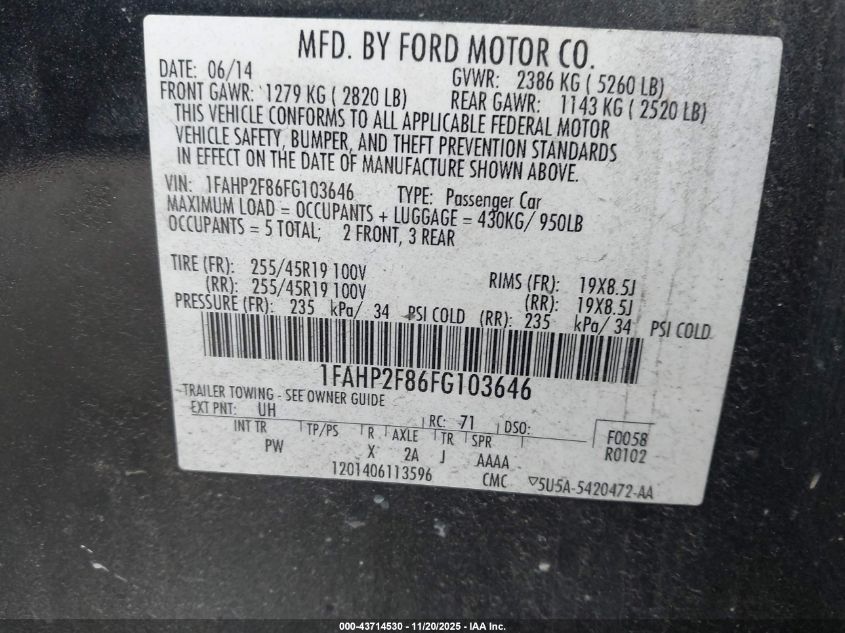 MFD. BY FORD MOTOR CO.
DATE: 06/14 GVWR: 2386 KG ( 5260 LB)
FRONT GAWR: 1279 KG ( 2820 LB) REAR GAWR: 1143 KG ( 2520 LB)
THIS VEHICLE CONFORMS TO ALL APPLICABLE FEDERAL MOTOR
VEHICLE SAFETY, BUMPER, AND THEFT PREVENTION STANDARDS
IN EFFECT ON THE DATE OF MANUFACTURE SHOWN ABOVE.
VIN: 1FAHP2F86FG103646 TYPE: Passenger Car
MAXIMUM LOAD = OCCUPANTS + LUGGAGE = 430KG/ 950LB
OCCUPANTS = 5 TOTAL; 2 FRONT, 3 REAR
TIRE (FR): 255/45R19 100V RIMS (FR): 19X8.5J
(RR): 255/45R19 100V (RR): 19X8.5J
PRESSURE (FR): 235 kPa/ 34 PSI COLD (RR): 235 kPa/ 34 PSI COLD
1FAHP2F86FG103646
TRAILER TOWING - SEE OWNER GUIDE
EXT PNT: UH RC: 71 DSO: F0058
INT TR TP/PS R AXLE TR SPR R0102
PW X 2A J AAAA
1201406113596 CMC ▽5U5A-5420472-AA
000-43714530 - 11/20/2025 - IAA Inc.